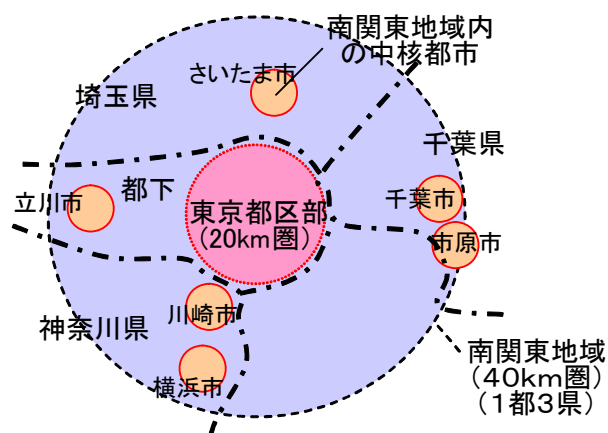 南関東地域内
の中核都市
さいたま市
埼玉県
千葉県
都下
立川市
東京都区部
（20km圏）
千葉市
市原市
川崎市
神奈川県
横浜市
南関東地域
（40km圏）
（１都３県）